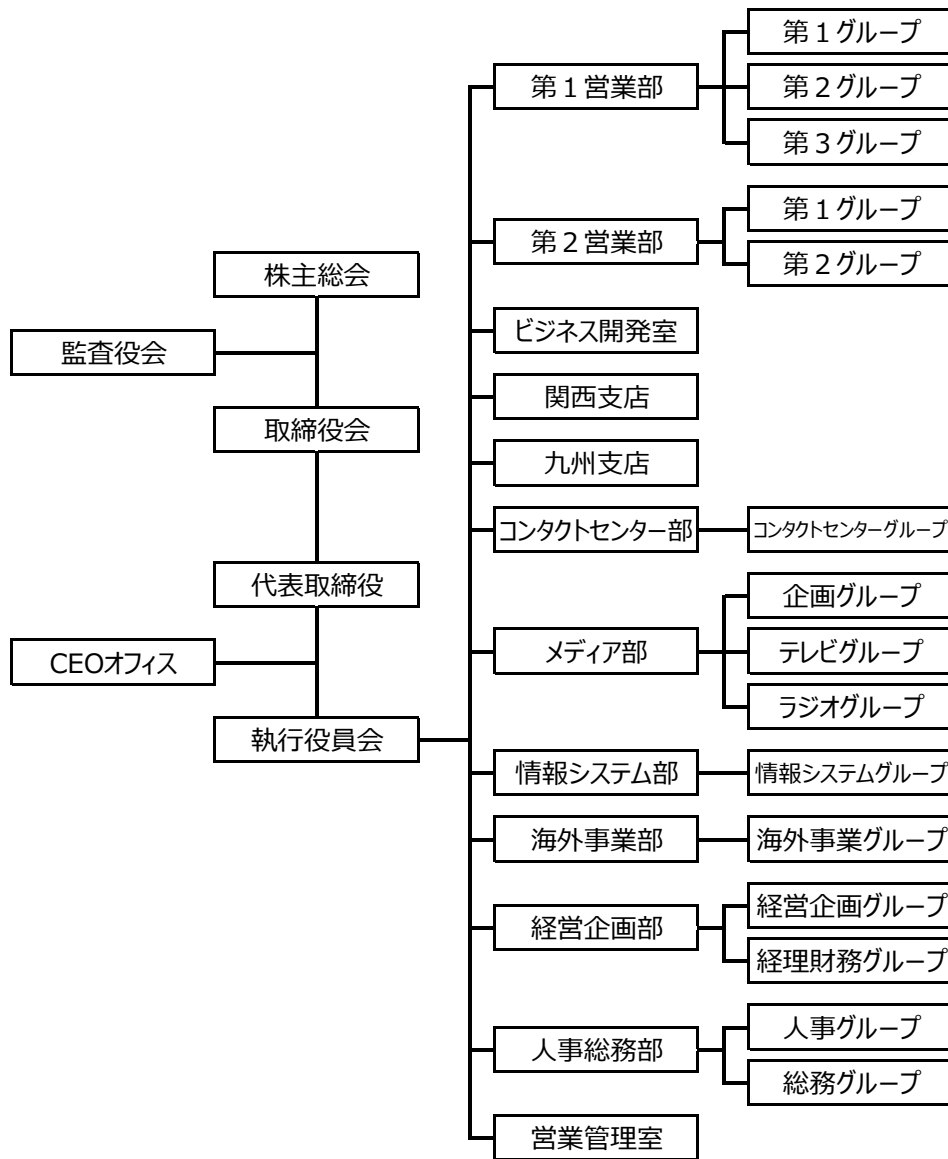 株主総会
監査役会
取締役会
代表取締役
CEOオフィス
執行役員会
第１営業部
第１グループ
第２グループ
第３グループ
第２営業部
第１グループ
第２グループ
ビジネス開発室
関西支店
九州支店
コンタクトセンター部
コンタクトセンターグループ
メディア部
企画グループ
テレビグループ
ラジオグループ
情報システム部
情報システムグループ
海外事業部
海外事業グループ
経営企画部
経営企画グループ
経理財務グループ
人事総務部
人事グループ
総務グループ
営業管理室